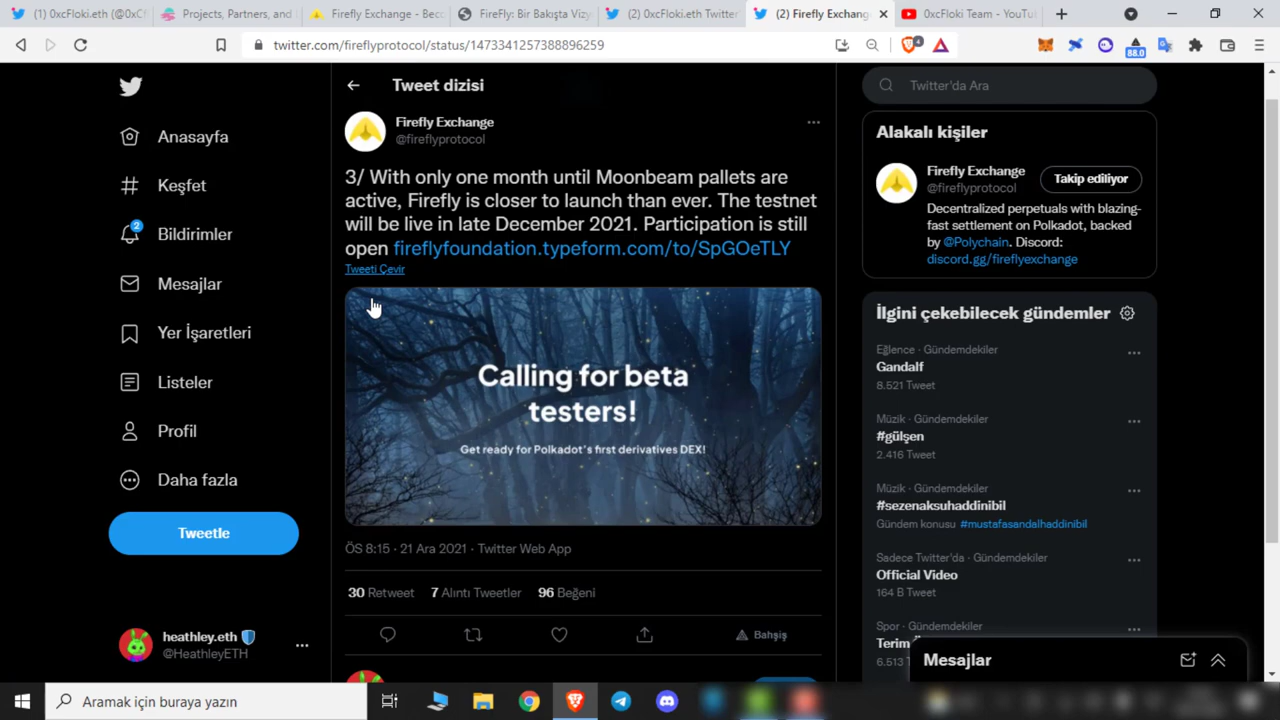 (1) 0xcFloki.eth (@0xCf
Projects, Partners, and
Firefly Exchange - Becc
FireFly: Bir Bakışta Vizy
(2) 0xcFloki.eth Twitter'
(2) Firefly Exchang
0xcFloki Team - YouTu
twitter.com/fireflyprotocol/status/1473341257388896259
4
88.0
Anasayfa
Keşfet
2
Bildirimler
Mesajlar
Yer İşaretleri
Listeler
Profil
Daha fazla
Tweetle
heathley.eth
@HeathleyETH
Tweet dizisi
Firefly Exchange
@fireflyprotocol
3/ With only one month until Moonbeam pallets are
active, Firefly is closer to launch than ever. The testnet
will be live in late December 2021. Participation is still
open fireflyfoundation.typeform.com/to/SpGOeTLY
Tweeti Çevir
Calling for beta
testers!
Get ready for Polkadot's first derivatives DEX!
ÖS 8:15 · 21 Ara 2021 · Twitter Web App
30 Retweet 7 Alıntı Tweetler 96 Beğeni
Bahşiş
Twitter'da Ara
Alakalı kişiler
Firefly Exchange
@fireflyprotocol
Takip ediliyor
Decentralized perpetuals with blazing-
fast settlement on Polkadot, backed
by @Polychain. Discord:
discord.gg/fireflyexchange
İlgini çekebilecek gündemler
Eğlence · Gündemdekiler
Gandalf
8.521 Tweet
Müzik · Gündemdekiler
#gülşen
2.416 Tweet
Müzik · Gündemdekiler
#sezenaksuhaddinibil
Gündem konusu #mustafasandalhaddinibil
Sadece Twitter'da · Gündemdekiler
Official Video
164 B Tweet
Spor · Gündemdekiler
6.513
Mesajlar
Aramak için buraya yazın